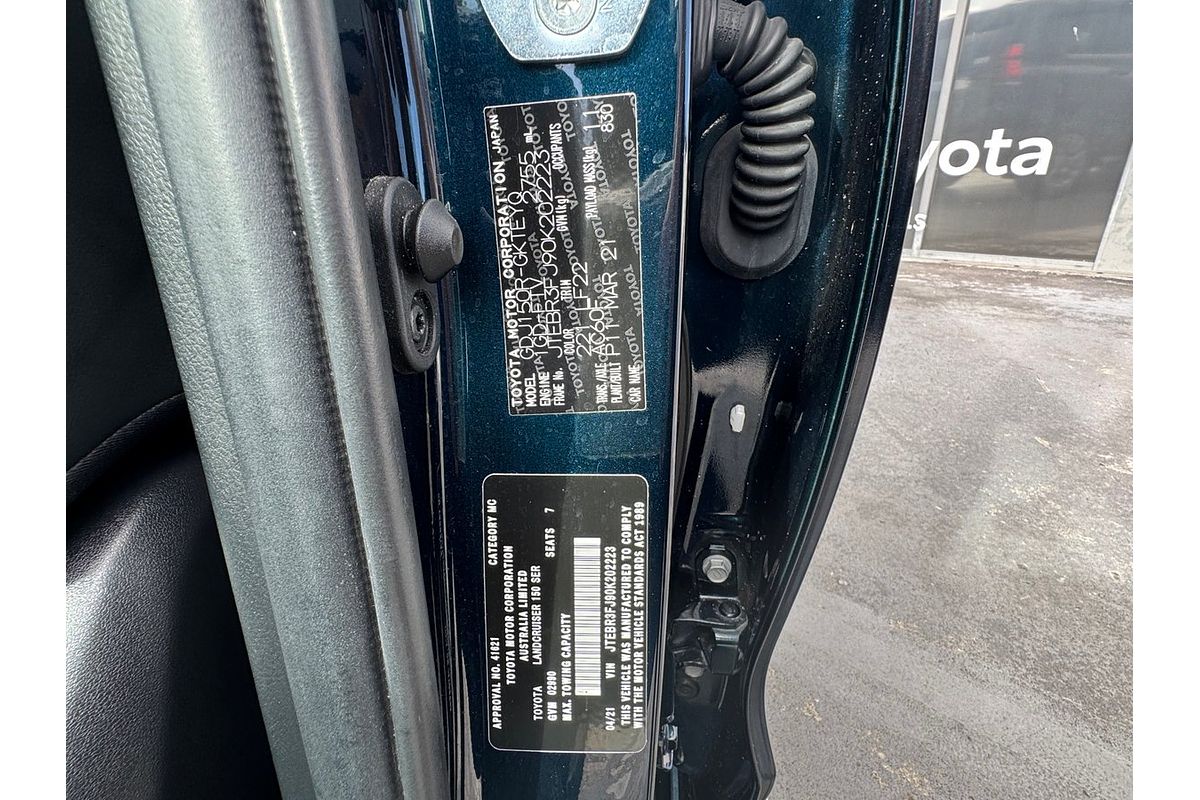 TOYOTA MOTOR CORPORATION JAPAN
MODEL GDJ150R-GKTEYQ
ENGINE 1GD-FTV 2755 mL
FRAME No. JTEBR3FJ90K202223
COLOR TRIM GVM(kg) OCCUPANTS
221 LF22
TRANS/AXLE AC60F PAYLOAD MASS(kg)
PLANT/BUILT P11 MAR 21
CAR NAME 830
APPROVAL NO. 41621 CATEGORY MC
TOYOTA MOTOR CORPORATION
AUSTRALIA LIMITED
TOYOTA LANDCRUISER 150 SER
GVM 02990 SEATS 7
MAX. TOWING CAPACITY
04/21 VIN JTEBR3FJ90K202223
THIS VEHICLE WAS MANUFACTURED TO COMPLY
WITH THE MOTOR VEHICLE STANDARDS ACT 1989
yota